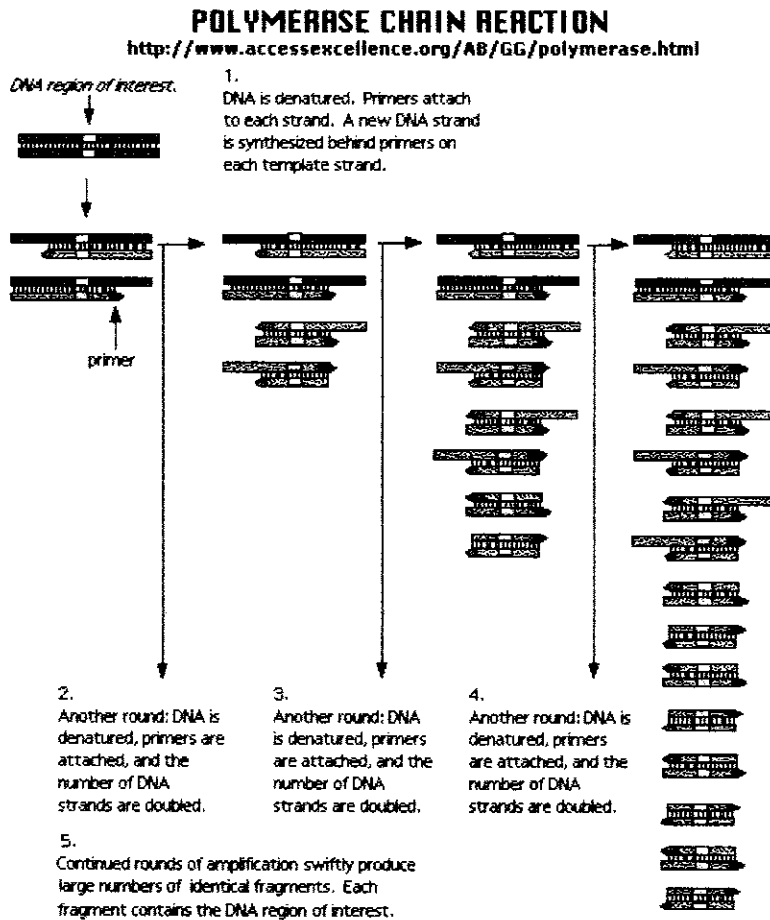 POLYMERASE CHAIN REACTION
http://www.accessexcellence.org/AB/GG/polymerase.html
DNA region of interest.
1.
DNA is denatured. Primers attach
to each strand. A new DNA strand
is synthesized behind primers on
each template strand.
primer
2.
Another round: DNA is
denatured, primers are
attached, and the
number of DNA
strands are doubled.
3.
Another round: DNA
is denatured, primers
are attached, and the
number of DNA
strands are doubled.
4.
Another round: DNA is
denatured, primers
are attached, and the
number of DNA
strands are doubled.
5.
Continued rounds of amplification swiftly produce
large numbers of identical fragments. Each
fragment contains the DNA region of interest.